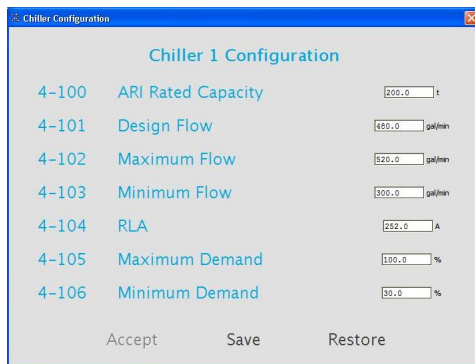 Chiller Configuration
Chiller 1 Configuration
4-100 ARI Rated Capacity 200.0 t
4-101 Design Flow 480.0 gal/min
4-102 Maximum Flow 520.0 gal/min
4-103 Minimum Flow 300.0 gal/min
4-104 RLA 252.0 A
4-105 Maximum Demand 100.0 %
4-106 Minimum Demand 30.0 %
Accept Save Restore